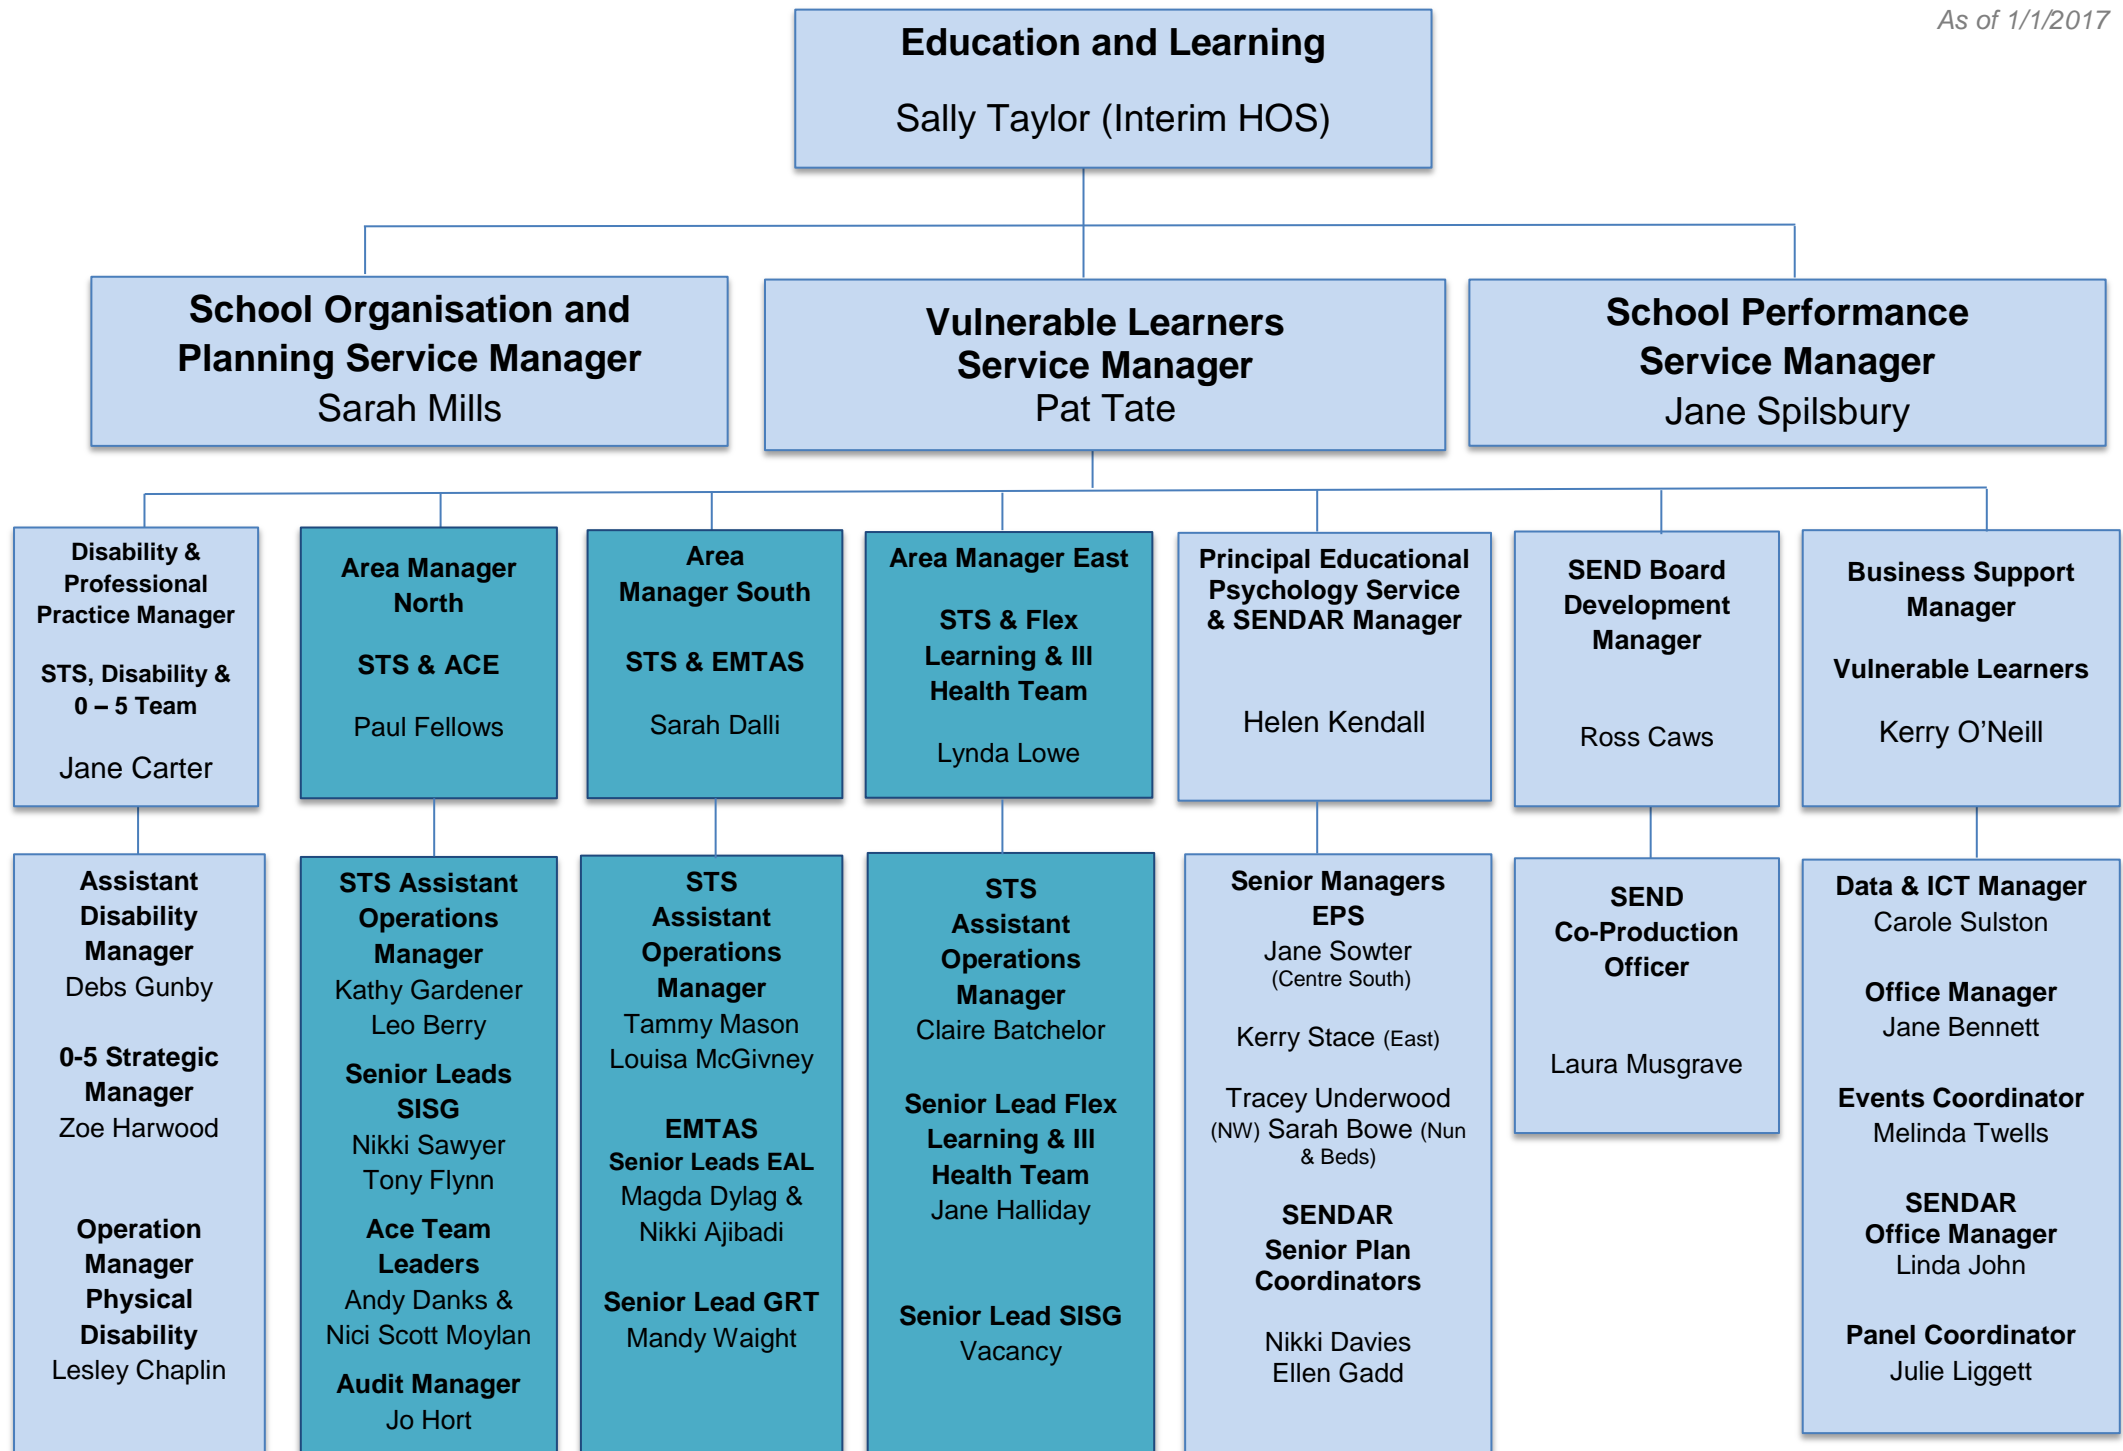 As of 1/1/2017
Education and Learning
Sally Taylor (Interim HOS)
School Organisation and
Planning Service Manager
Sarah Mills
Vulnerable Learners
Service Manager
Pat Tate
School Performance
Service Manager
Jane Spilsbury
Disability &
Professional
Practice Manager
STS, Disability &
0 – 5 Team
Jane Carter
Area Manager
North
STS & ACE
Paul Fellows
Area
Manager South
STS & EMTAS
Sarah Dalli
Area Manager East
STS & Flex
Learning & Ill
Health Team
Lynda Lowe
Principal Educational
Psychology Service
& SENDAR Manager
Helen Kendall
SEND Board
Development
Manager
Ross Caws
Business Support
Manager
Vulnerable Learners
Kerry O’Neill
Assistant
Disability
Manager
Debs Gunby
0-5 Strategic
Manager
Zoe Harwood
Operation
Manager
Physical
Disability
Lesley Chaplin
STS Assistant
Operations
Manager
Kathy Gardener
Leo Berry
Senior Leads
SISG
Nikki Sawyer
Tony Flynn
Ace Team
Leaders
Andy Danks &
Nici Scott Moylan
Audit Manager
Jo Hort
STS
Assistant
Operations
Manager
Tammy Mason
Louisa McGivney
EMTAS
Senior Leads EAL
Magda Dylag &
Nikki Ajibadi
Senior Lead GRT
Mandy Waight
STS
Assistant
Operations
Manager
Claire Batchelor
Senior Lead Flex
Learning & Ill
Health Team
Jane Halliday
Senior Lead SISG
Vacancy
Senior Managers
EPS
Jane Sowter
(Centre South)
Kerry Stace (East)
Tracey Underwood
(NW) Sarah Bowe (Nun
& Beds)
SENDAR
Senior Plan
Coordinators
Nikki Davies
Ellen Gadd
SEND
Co-Production
Officer
Laura Musgrave
Data & ICT Manager
Carole Sulston
Office Manager
Jane Bennett
Events Coordinator
Melinda Twells
SENDAR
Office Manager
Linda John
Panel Coordinator
Julie Liggett